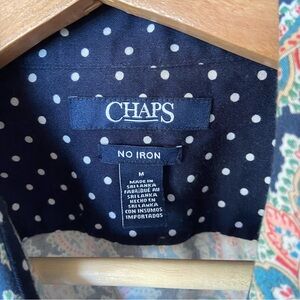 CHAPS
NO IRON
M
MADE IN
SRI LANKA
FABRIQUÉ AU
SRI LANKA
HECHO EN
SRI LANKA
CON INSUMOS
IMPORTADOS